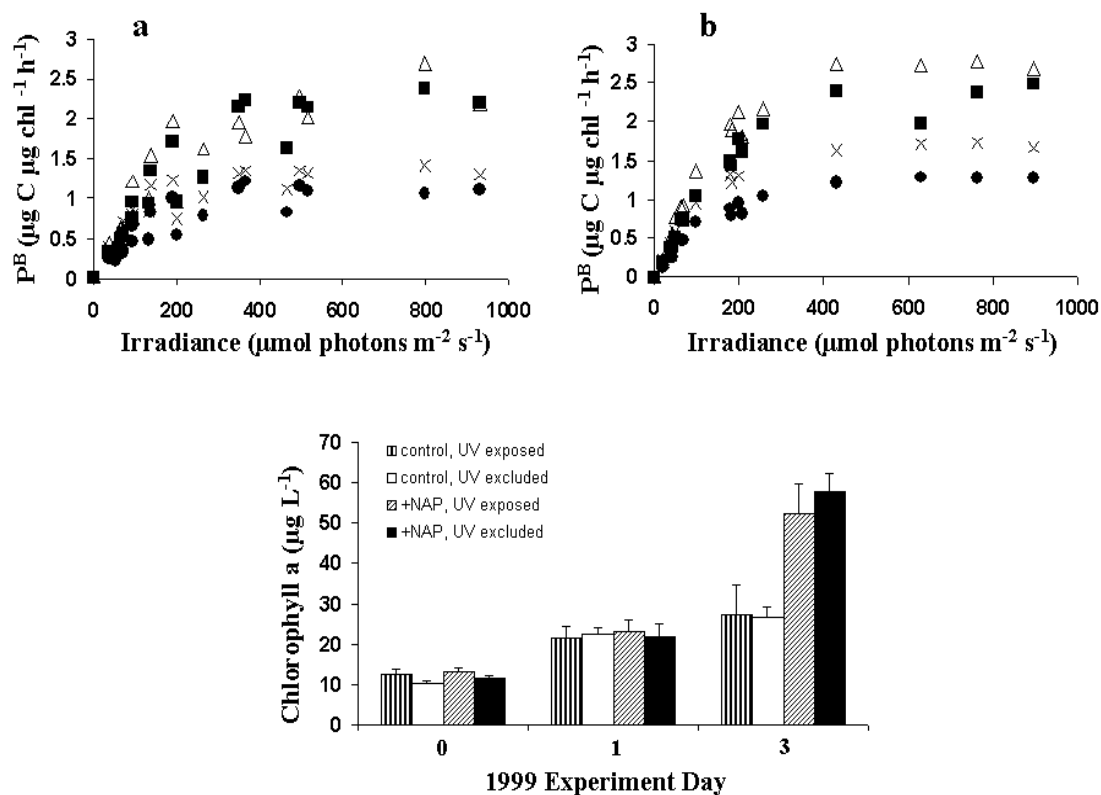 a
3
2.5
2
1.5
1
0.5
0
Pᴮ (µg C µg chl ⁻¹ h⁻¹)
0 200 400 600 800 1000
Irradiance (µmol photons m⁻² s⁻¹)
b
3
2.5
2
1.5
1
0.5
0
Pᴮ (µg C µg chl ⁻¹ h⁻¹)
0 200 400 600 800 1000
Irradiance (µmol photons m⁻² s⁻¹)
70
60
50
40
30
20
10
0
Chlorophyll a (µg L⁻¹)
control, UV exposed
control, UV excluded
+NAP, UV exposed
+NAP, UV excluded
0 1 3
1999 Experiment Day